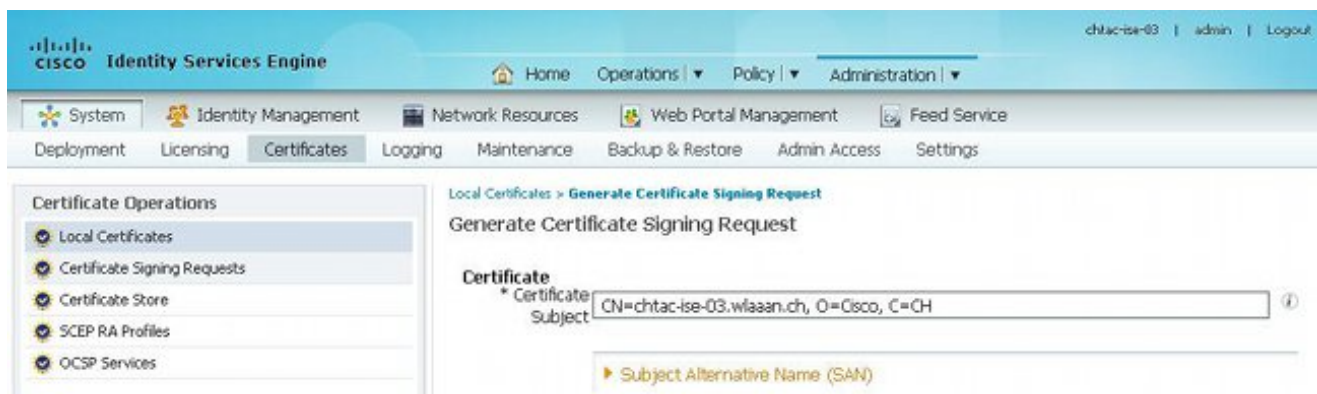 chtac-ise-03 | admin | Logout
CISCO Identity Services Engine
Home Operations Policy Administration
System Identity Management Network Resources Web Portal Management Feed Service
Deployment Licensing Certificates Logging Maintenance Backup & Restore Admin Access Settings
Certificate Operations
Local Certificates
Certificate Signing Requests
Certificate Store
SCEP RA Profiles
OCSP Services
Local Certificates > Generate Certificate Signing Request
Generate Certificate Signing Request
Certificate
* Certificate Subject CN=chtac-ise-03.wlaaan.ch, O=Cisco, C=CH
Subject Alternative Name (SAN)